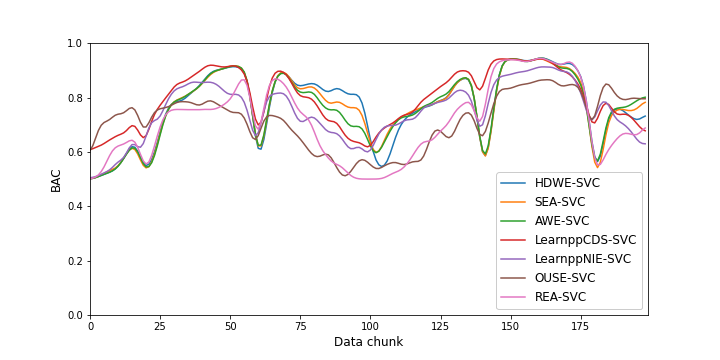 1.0
0.8
0.6
0.4
0.2
0.0
BAC
0
25
50
75
100
125
150
175
Data chunk
HDWE-SVC
SEA-SVC
AWE-SVC
LearnppCDS-SVC
LearnppNIE-SVC
OUSE-SVC
REA-SVC